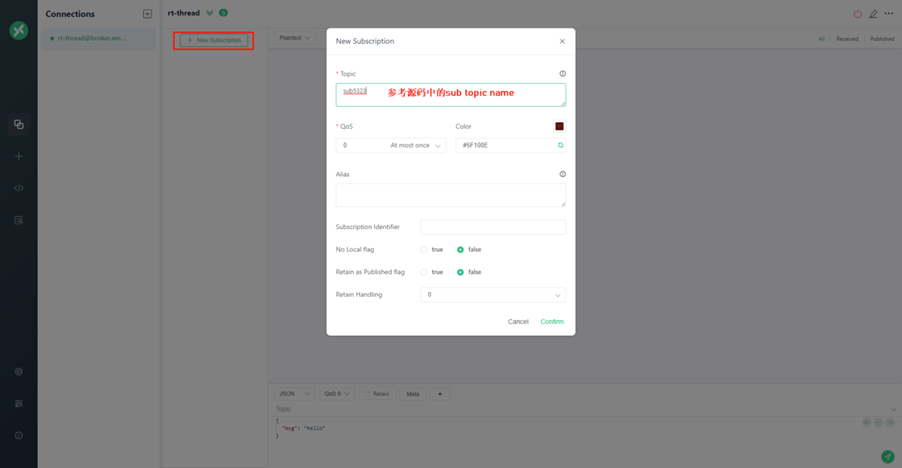 Connections
rt-thread
0
rt-thread@broker.em...
+ New Subscription
Plaintext
All
Received
Published
New Subscription
* Topic
sub5323
参考源码中的sub topic name
* QoS
Color
0
At most once
#5F100E
Alias
Subscription Identifier
No Local flag
true
false
Retain as Published flag
true
false
Retain Handling
0
Cancel
Confirm
JSON
QoS 0
Retain
Meta
Topic
{
"msg": "hello"
}